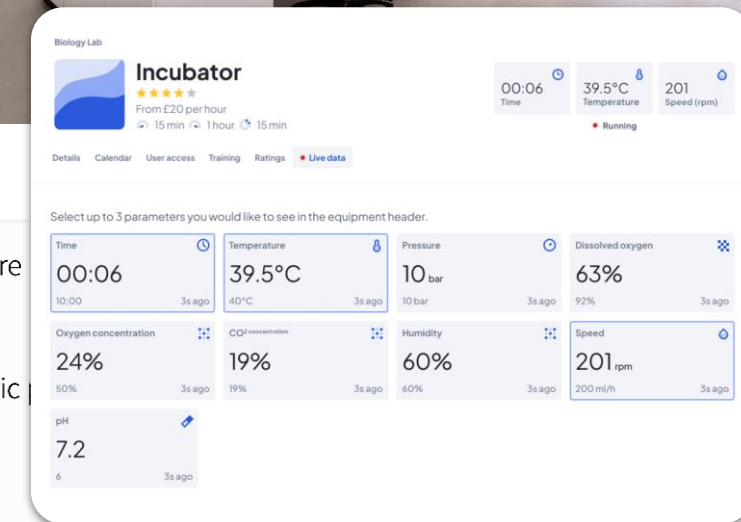 Biology Lab
Incubator
From £20 per hour
15 min 1 hour 15 min
00:06
Time
39.5°C
Temperature
201
Speed (rpm)
Running
Details Calendar User access Training Ratings Live data
Select up to 3 parameters you would like to see in the equipment header.
Time
00:06
10:00 3s ago
Temperature
39.5°C
40°C 3s ago
Pressure
10 bar
10 bar 3s ago
Dissolved oxygen
63%
92% 3s ago
Oxygen concentration
24%
50% 3s ago
CO² concentration
19%
19% 3s ago
Humidity
60%
60% 3s ago
Speed
201 rpm
200 ml/h 3s ago
pH
7.2
6 3s ago